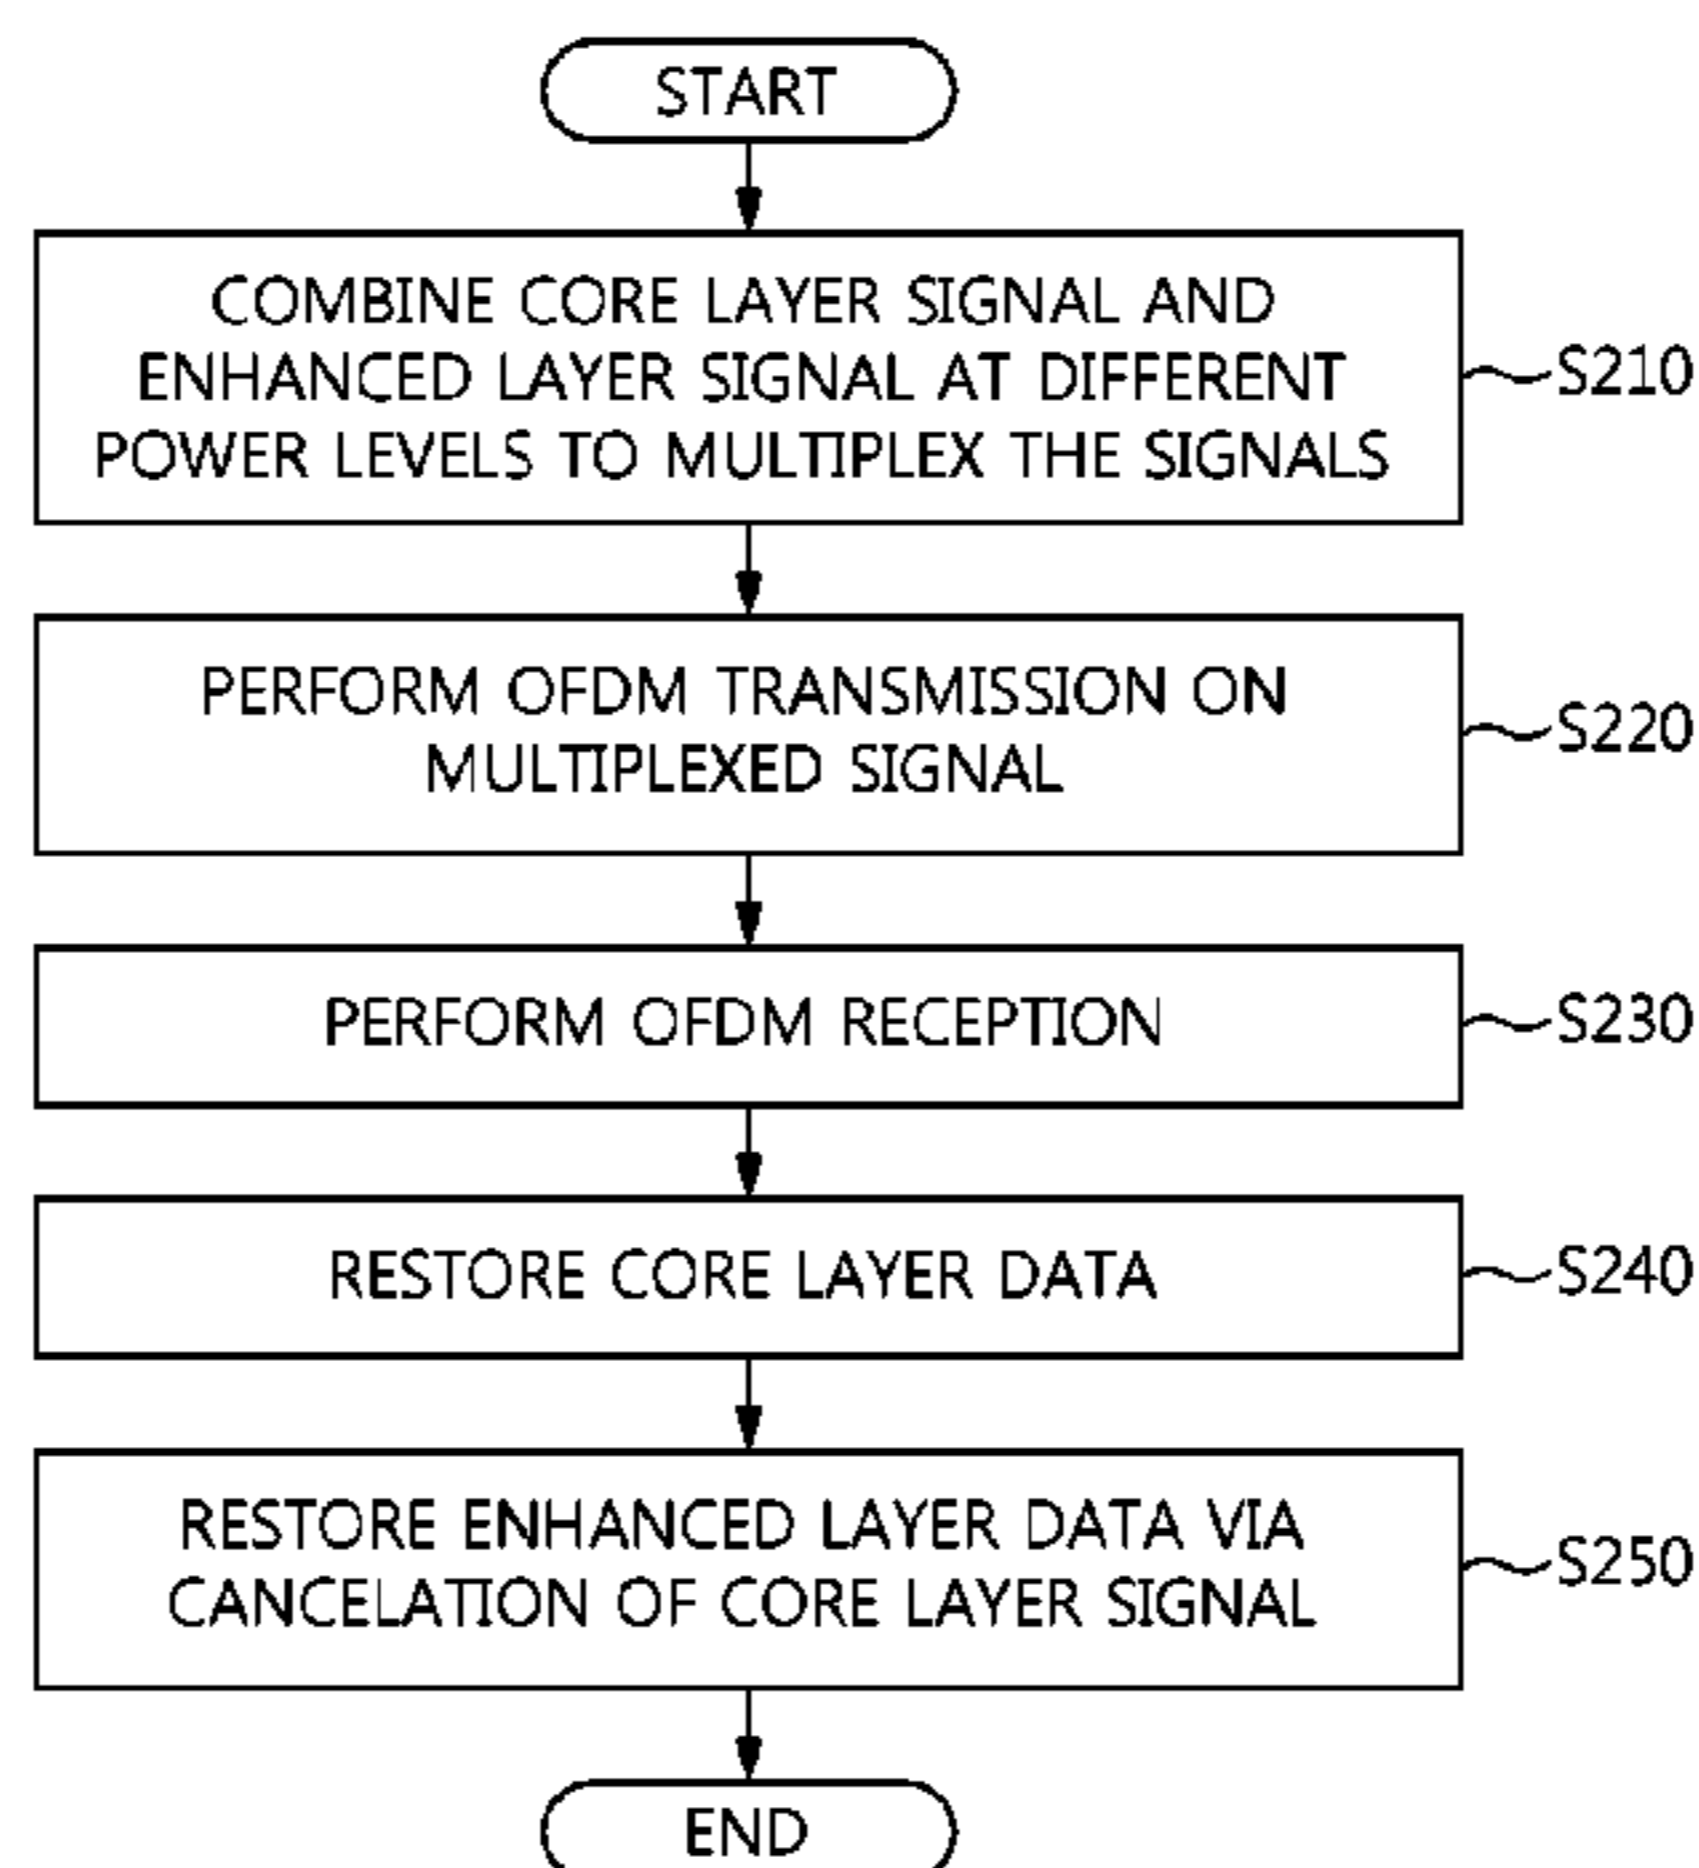 START
COMBINE CORE LAYER SIGNAL AND
ENHANCED LAYER SIGNAL AT DIFFERENT
POWER LEVELS TO MULTIPLEX THE SIGNALS
S210
PERFORM OFDM TRANSMISSION ON
MULTIPLEXED SIGNAL
S220
PERFORM OFDM RECEPTION
S230
RESTORE CORE LAYER DATA
S240
RESTORE ENHANCED LAYER DATA VIA
CANCELATION OF CORE LAYER SIGNAL
S250
END